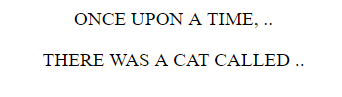 ONCE UPON A TIME, ..
THERE WAS A CAT CALLED ..